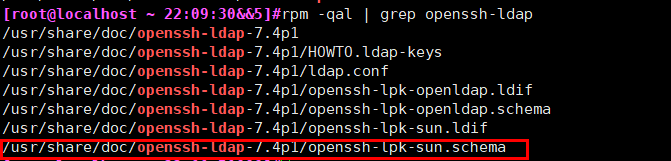 [root@localhost ~ 22:09:30&&5]#rpm -qal | grep openssh-ldap
/usr/share/doc/openssh-ldap-7.4p1
/usr/share/doc/openssh-ldap-7.4p1/HOWTO.ldap-keys
/usr/share/doc/openssh-ldap-7.4p1/ldap.conf
/usr/share/doc/openssh-ldap-7.4p1/openssh-lpk-openldap.ldif
/usr/share/doc/openssh-ldap-7.4p1/openssh-lpk-openldap.schema
/usr/share/doc/openssh-ldap-7.4p1/openssh-lpk-sun.ldif
/usr/share/doc/openssh-ldap-7.4p1/openssh-lpk-sun.schema